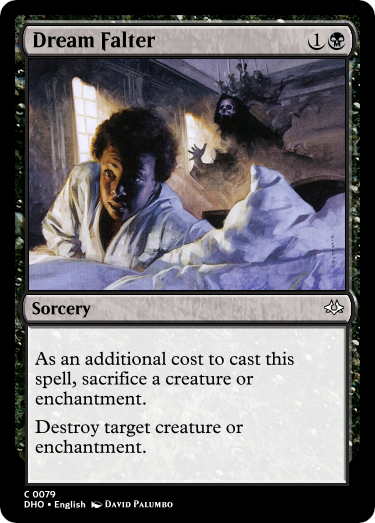 Dream Falter 1
Sorcery
As an additional cost to cast this
spell, sacrifice a creature or
enchantment.
Destroy target creature or
enchantment.
C 0079
DHO • English DAVID PALUMBO